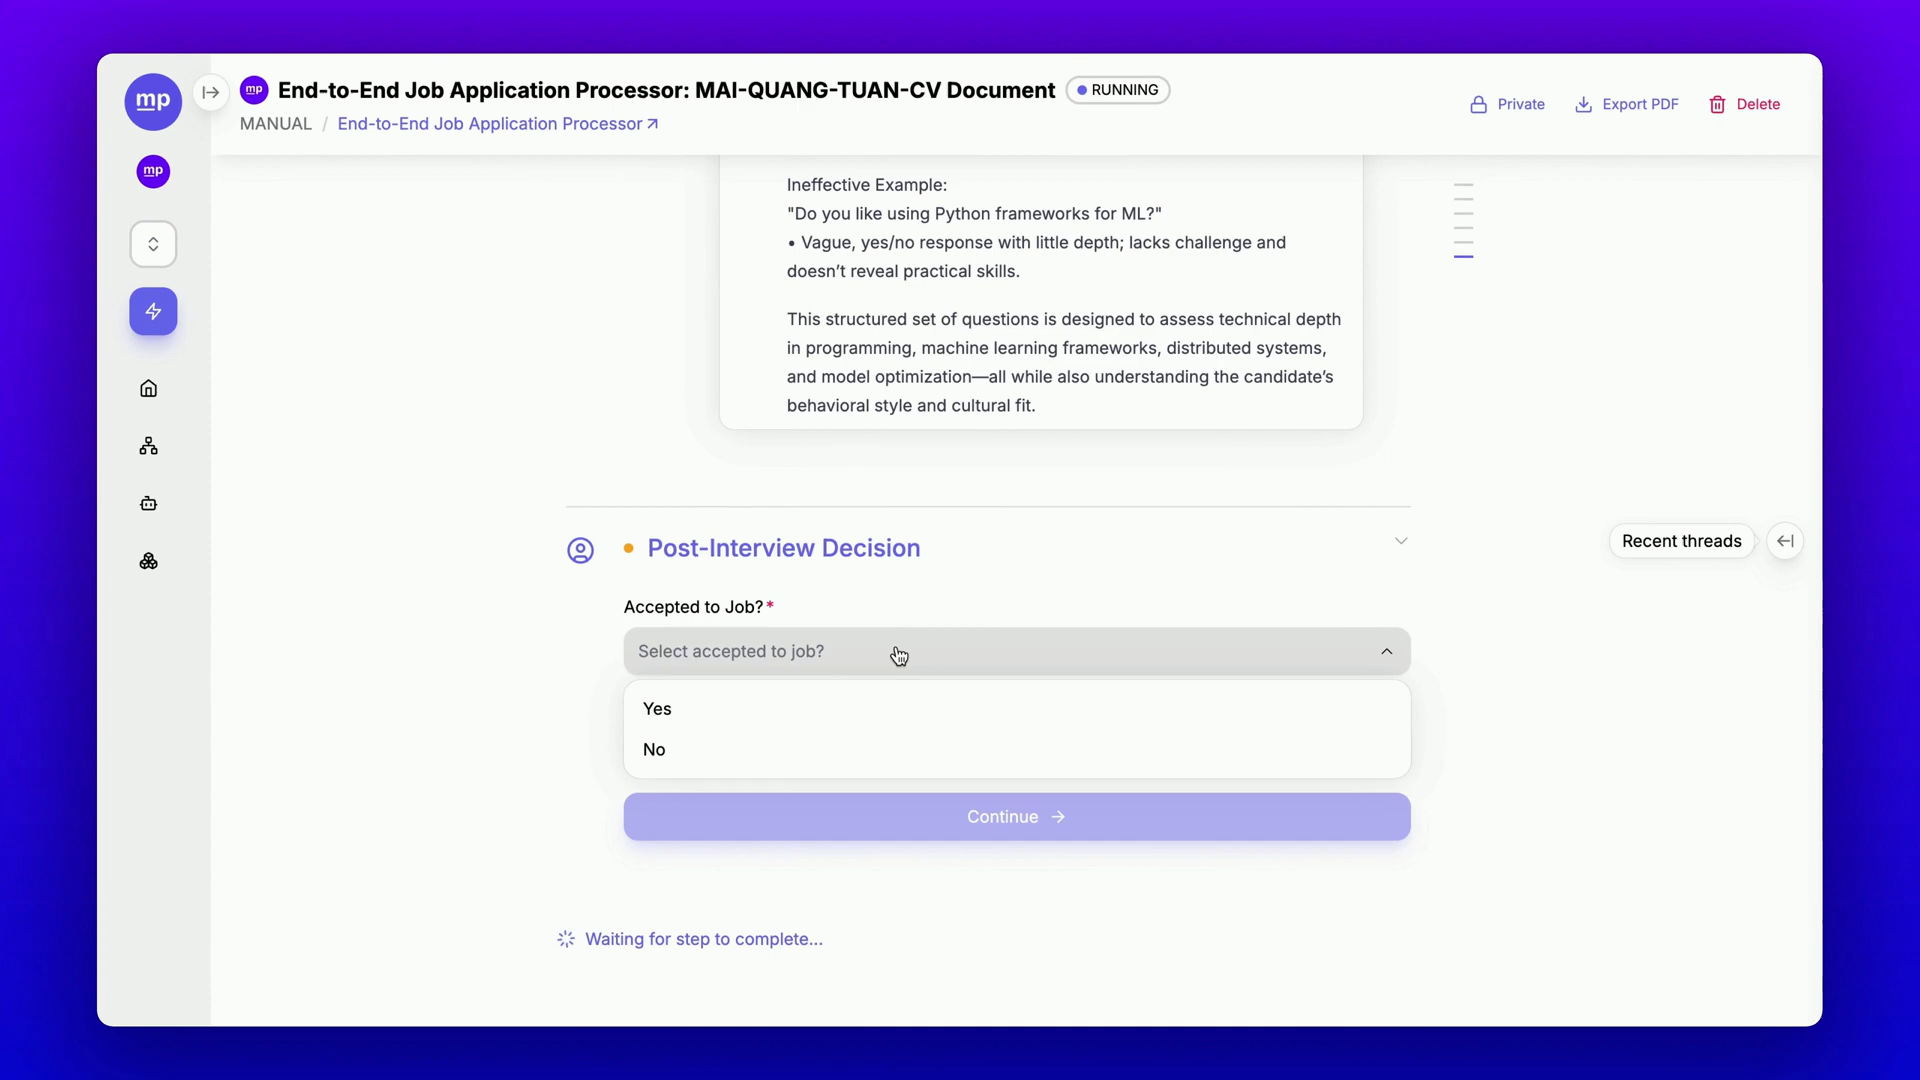 mp
mp
End-to-End Job Application Processor: MAI-QUANG-TUAN-CV Document
RUNNING
MANUAL / End-to-End Job Application Processor
Private
Export PDF
Delete
mp
Ineffective Example:
"Do you like using Python frameworks for ML?"
• Vague, yes/no response with little depth; lacks challenge and
doesn’t reveal practical skills.
This structured set of questions is designed to assess technical depth
in programming, machine learning frameworks, distributed systems,
and model optimization—all while also understanding the candidate’s
behavioral style and cultural fit.
Post-Interview Decision
Recent threads
Accepted to Job?*
Select accepted to job?
Yes
No
Continue
Waiting for step to complete...